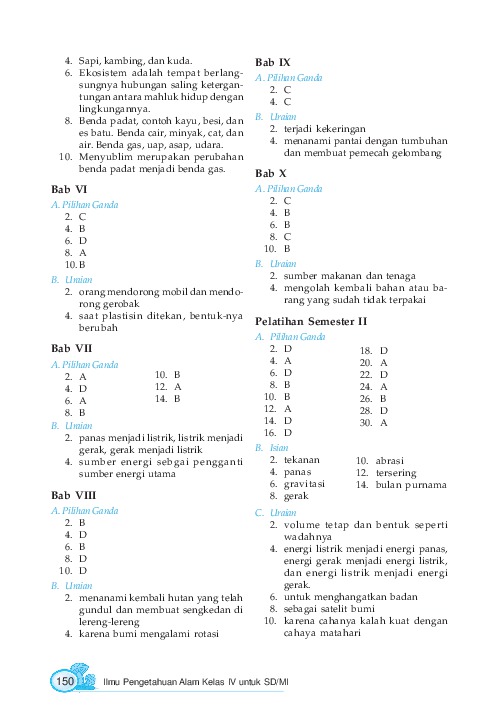 4. Sapi, kambing, dan kuda.
6. Ekosistem adalah tempat berlang-
sungnya hubungan saling ketergan-
tungan antara mahluk hidup dengan
lingkungannya.
8. Benda padat, contoh kayu, besi, dan
es batu. Benda cair, minyak, cat, dan
air. Benda gas, uap, asap, udara.
10. Menyublim merupakan perubahan
benda padat menjadi benda gas.
Bab VI
A. Pilihan Ganda
2. C
4. B
6. D
8. A
10. B
B. Uraian
2. orang mendorong mobil dan mendo-
rong gerobak
4. saat plastisin ditekan, bentuk-nya
berubah
Bab VII
A. Pilihan Ganda
2. A
4. D
6. A
8. B
10. B
12. A
14. B
B. Uraian
2. panas menjadi listrik, listrik menjadi
gerak, gerak menjadi listrik
4. sumber energi sebgai pengganti
sumber energi utama
Bab VIII
A. Pilihan Ganda
2. B
4. D
6. B
8. D
10. D
B. Uraian
2. menanami kembali hutan yang telah
gundul dan membuat sengkedan di
lereng-lereng
4. karena bumi mengalami rotasi
Bab IX
A. Pilihan Ganda
2. C
4. C
B. Uraian
2. terjadi kekeringan
4. menanami pantai dengan tumbuhan
dan membuat pemecah gelombang
Bab X
A. Pilihan Ganda
2. C
4. B
6. B
8. C
10. B
B. Uraian
2. sumber makanan dan tenaga
4. mengolah kembali bahan atau ba-
rang yang sudah tidak terpakai
Pelatihan Semester II
A. Pilihan Ganda
2. D
4. A
6. D
8. B
10. B
12. A
14. D
16. D
18. D
20. A
22. D
24. A
26. B
28. D
30. A
B. Isian
2. tekanan
4. panas
6. gravitasi
8. gerak
10. abrasi
12. tersering
14. bulan purnama
C. Uraian
2. volume tetap dan bentuk seperti
wadahnya
4. energi listrik menjadi energi panas,
energi gerak menjadi energi listrik,
dan energi listrik menjadi energi
gerak.
6. untuk menghangatkan badan
8. sebagai satelit bumi
10. karena cahanya kalah kuat dengan
cahaya matahari
150 Ilmu Pengetahuan Alam Kelas IV untuk SD/MI